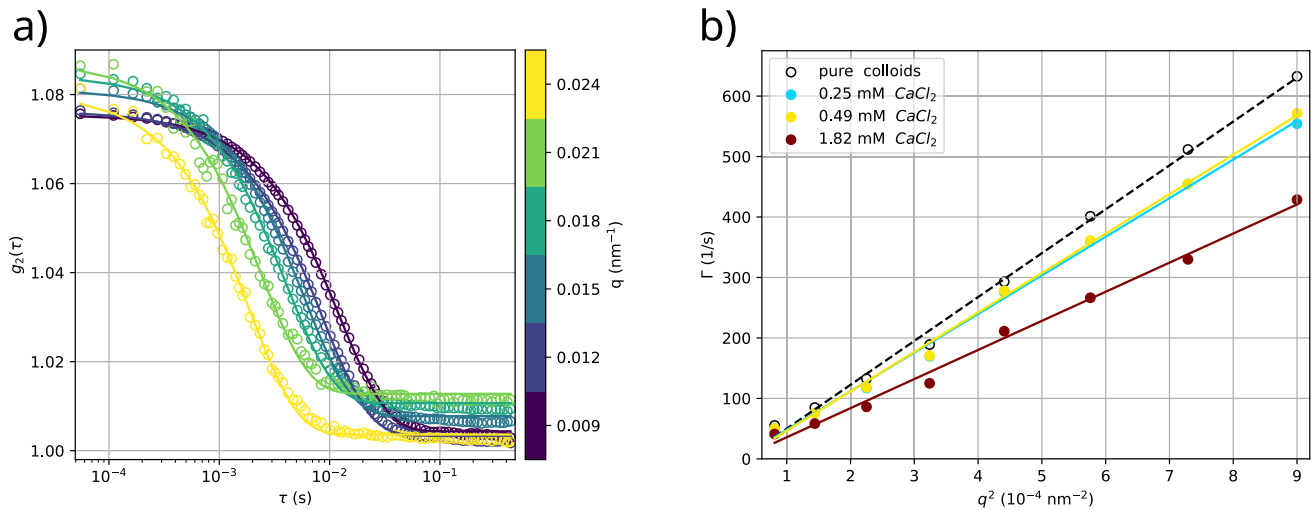 a)
1.08
1.06
1.04
1.02
1.00
g₂(τ)
10⁻⁴
10⁻³
10⁻²
10⁻¹
τ (s)
0.024
0.021
0.018
0.015
0.012
0.009
q (nm⁻¹)
b)
600
500
400
300
200
100
0
Γ (1/s)
pure colloids
0.25 mM CaCl₂
0.49 mM CaCl₂
1.82 mM CaCl₂
1
2
3
4
5
6
7
8
9
q² (10⁻⁴ nm⁻²)